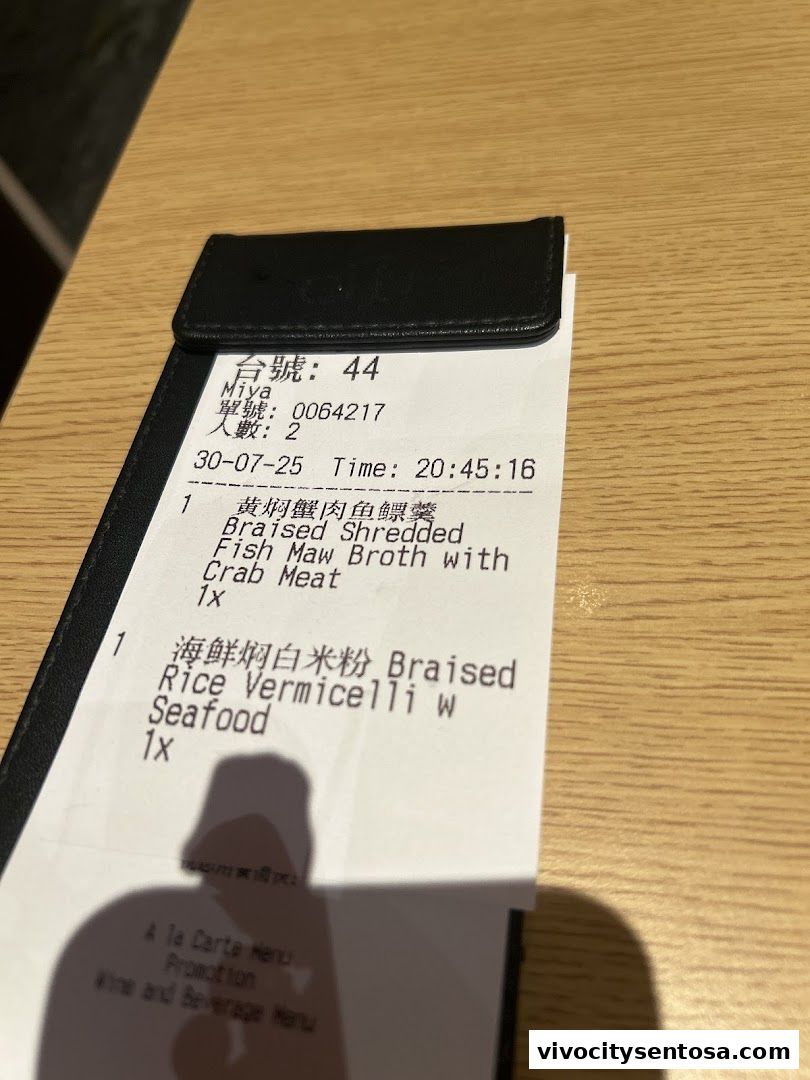 台號: 44
Miya
單號: 0064217
人數: 2
30-07-25 Time: 20:45:16
1 黃焖蟹肉鱼鳔羹
Braised Shredded
Fish Maw Broth with
Crab Meat
1x
1 海鲜焖白米粉 Braised
Rice Vermicelli w
Seafood
1x
A la Carte Menu
Promotion
Wine and Beverage Menu
vivocitysentosa.com